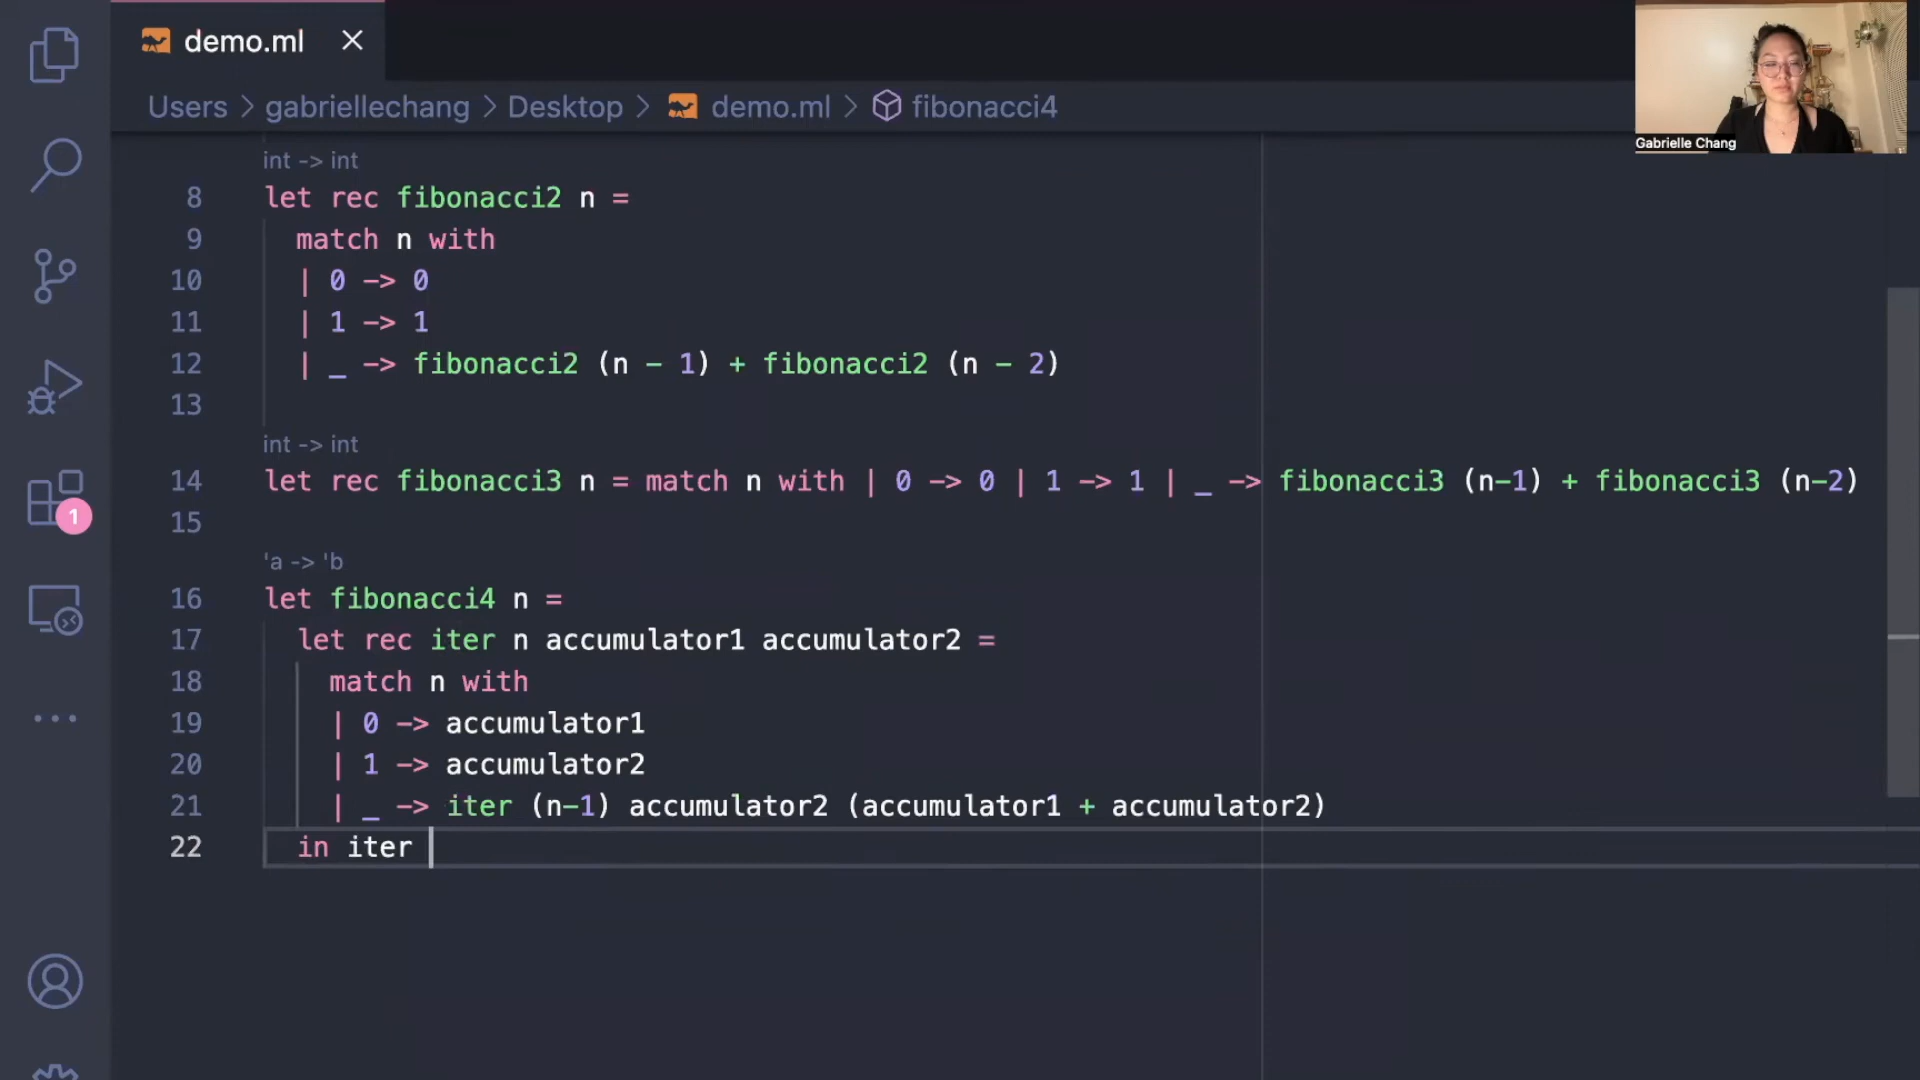 demo.ml
Users > gabriellechang > Desktop > demo.ml > fibonacci4
Gabrielle Chang
int -> int
8 let rec fibonacci2 n =
9 match n with
10 | 0 -> 0
11 | 1 -> 1
12 | _ -> fibonacci2 (n - 1) + fibonacci2 (n - 2)
13
int -> int
14 let rec fibonacci3 n = match n with | 0 -> 0 | 1 -> 1 | _ -> fibonacci3 (n-1) + fibonacci3 (n-2)
15
'a -> 'b
16 let fibonacci4 n =
17 let rec iter n accumulator1 accumulator2 =
18 match n with
19 | 0 -> accumulator1
20 | 1 -> accumulator2
21 | _ -> iter (n-1) accumulator2 (accumulator1 + accumulator2)
22 in iter
1